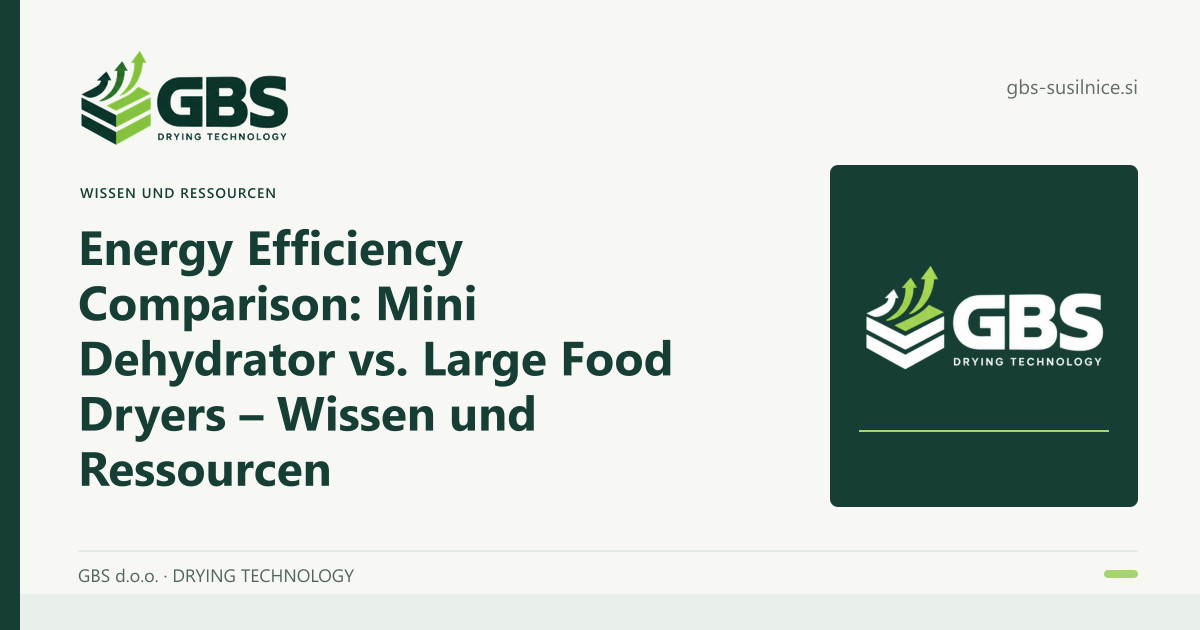 GBS
DRYING TECHNOLOGY
gbs-susilnice.si
WISSEN UND RESSOURCEN
Energy Efficiency
Comparison: Mini
Dehydrator vs. Large Food
Dryers – Wissen und
Ressourcen
GBS
DRYING TECHNOLOGY
GBS d.o.o. · DRYING TECHNOLOGY